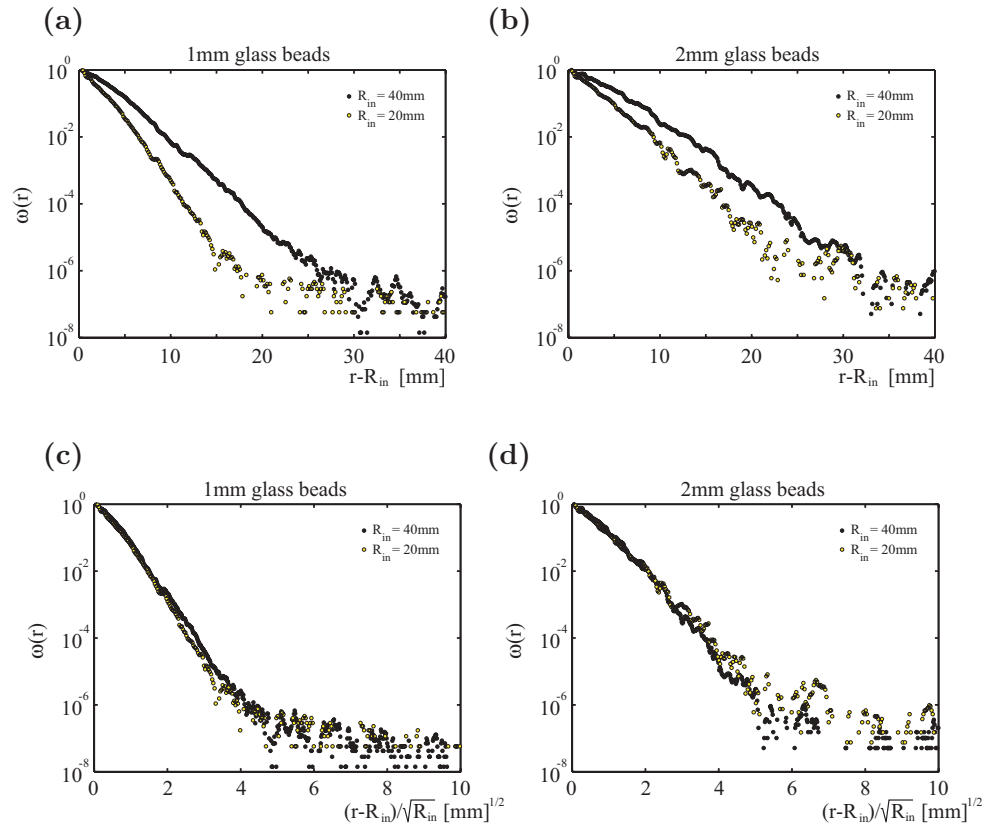 (a)
1mm glass beads
R_in = 40mm
R_in = 20mm
10^0
10^-2
10^-4
10^-6
10^-8
ω(r)
0 10 20 30 40
r-R_in [mm]
(b)
2mm glass beads
R_in = 40mm
R_in = 20mm
10^0
10^-2
10^-4
10^-6
10^-8
ω(r)
0 10 20 30 40
r-R_in [mm]
(c)
1mm glass beads
R_in = 40mm
R_in = 20mm
10^0
10^-2
10^-4
10^-6
10^-8
ω(r)
0 2 4 6 8 10
(r-R_in)/√R_in [mm]^1/2
(d)
2mm glass beads
R_in = 40mm
R_in = 20mm
10^0
10^-2
10^-4
10^-6
10^-8
ω(r)
0 2 4 6 8 10
(r-R_in)/√R_in [mm]^1/2